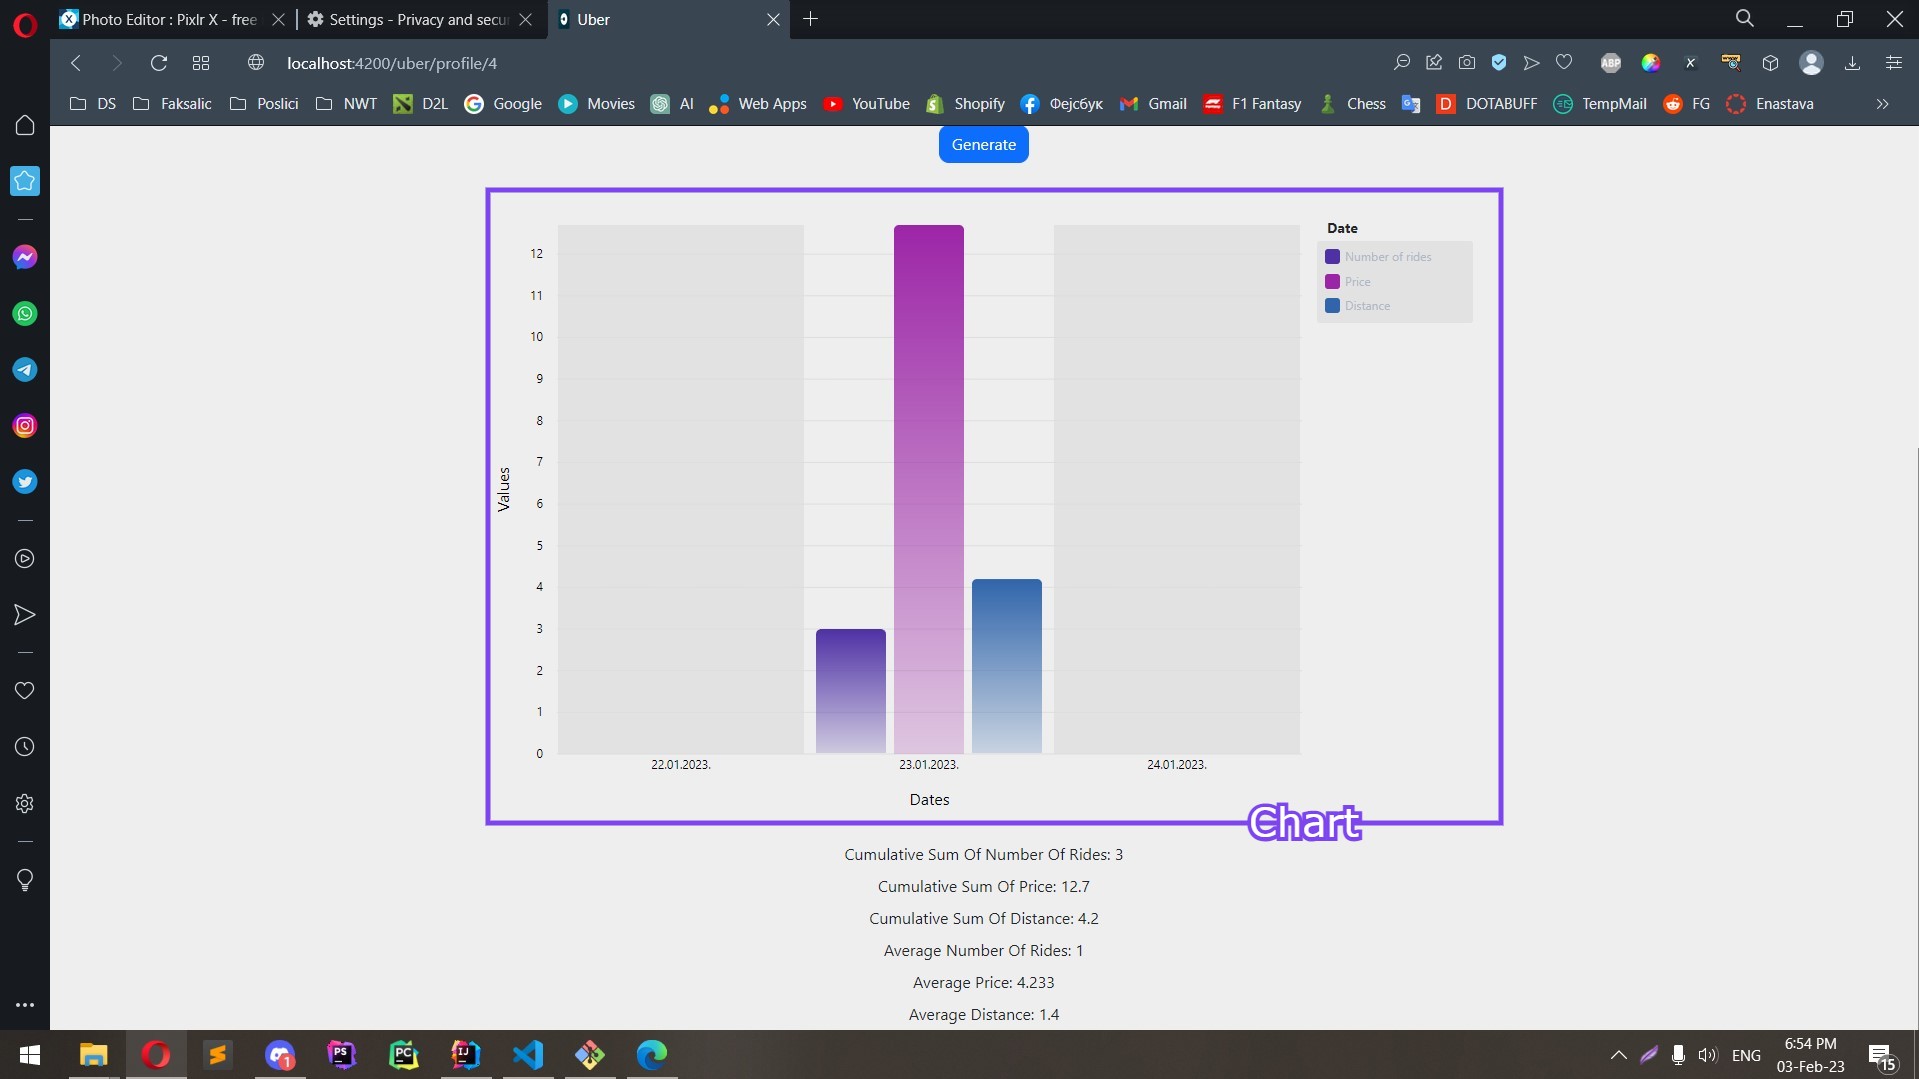 Photo Editor : Pixlr X - free
Settings - Privacy and secu
Uber
localhost:4200/uber/profile/4
ABP
DS
Faksalic
Poslici
NWT
D2L
Google
Movies
AI
Web Apps
YouTube
Shopify
Фејсбук
Gmail
F1 Fantasy
Chess
D DOTABUFF
TempMail
FG
Enastava
Generate
Date
Number of rides
Price
Distance
12
11
10
9
8
7
6
5
4
3
2
1
0
Values
22.01.2023.
23.01.2023.
24.01.2023.
Dates
Chart
Cumulative Sum Of Number Of Rides: 3
Cumulative Sum Of Price: 12.7
Cumulative Sum Of Distance: 4.2
Average Number Of Rides: 1
Average Price: 4.233
Average Distance: 1.4
1
PS
PC
IJ
ENG
6:54 PM
03-Feb-23
15